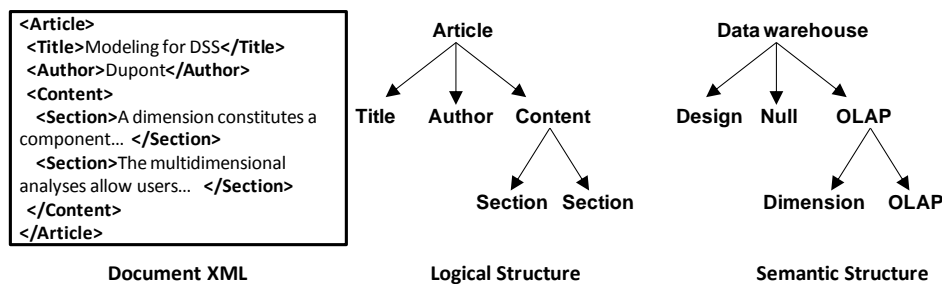 <Article>
<Title>Modeling for DSS</Title>
<Author>Dupont</Author>
<Content>
<Section>A dimension constitutes a
component... </Section>
<Section>The multidimensional
analyses allow users... </Section>
</Content>
</Article>
Document XML
Article
Title Author Content
Section Section
Logical Structure
Data warehouse
Design Null OLAP
Dimension OLAP
Semantic Structure